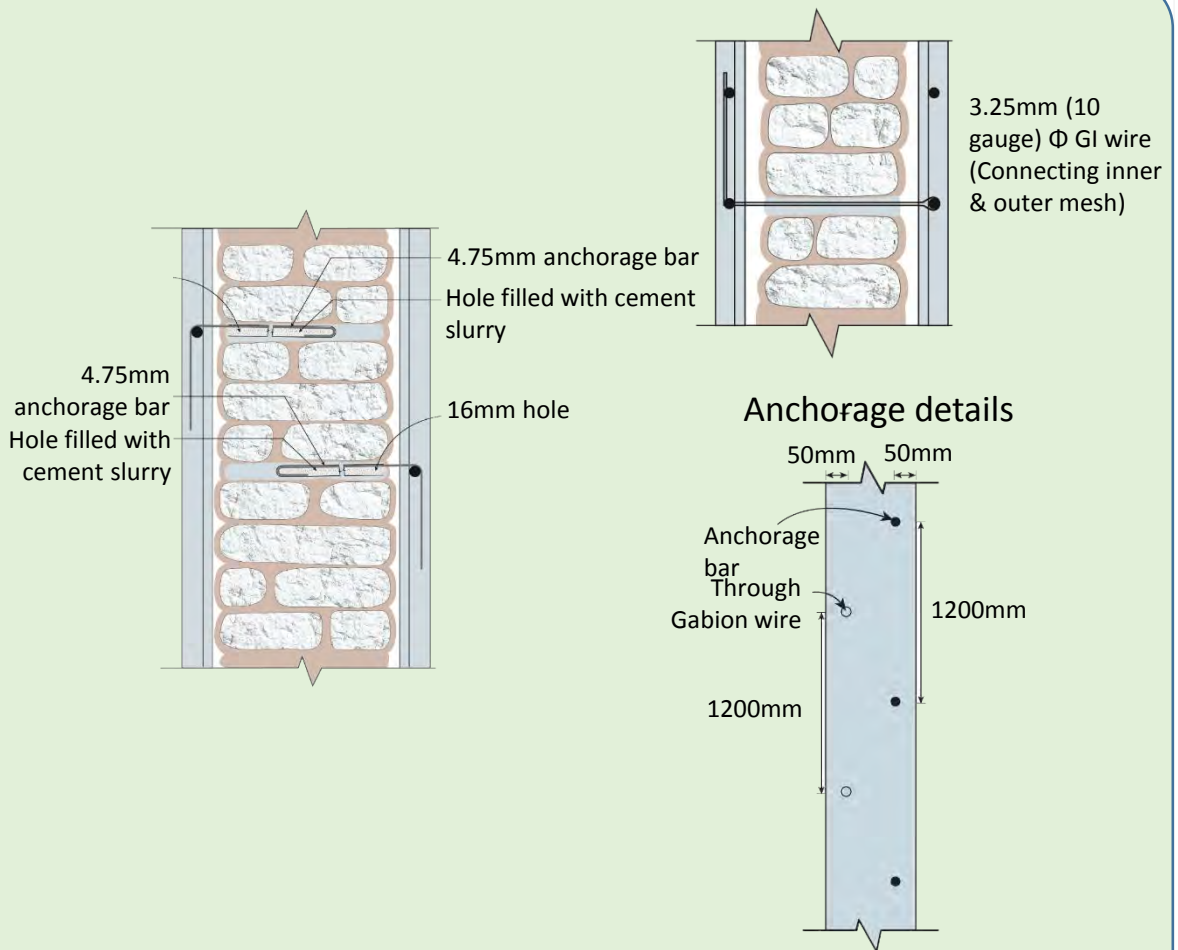 3.25mm (10
gauge) Φ GI wire
(Connecting inner
& outer mesh)
4.75mm anchorage bar
Hole filled with cement
slurry
4.75mm
anchorage bar
Hole filled with
cement slurry
16mm hole
Anchorage details
50mm 50mm
Anchorage
bar
Through
Gabion wire
1200mm
1200mm